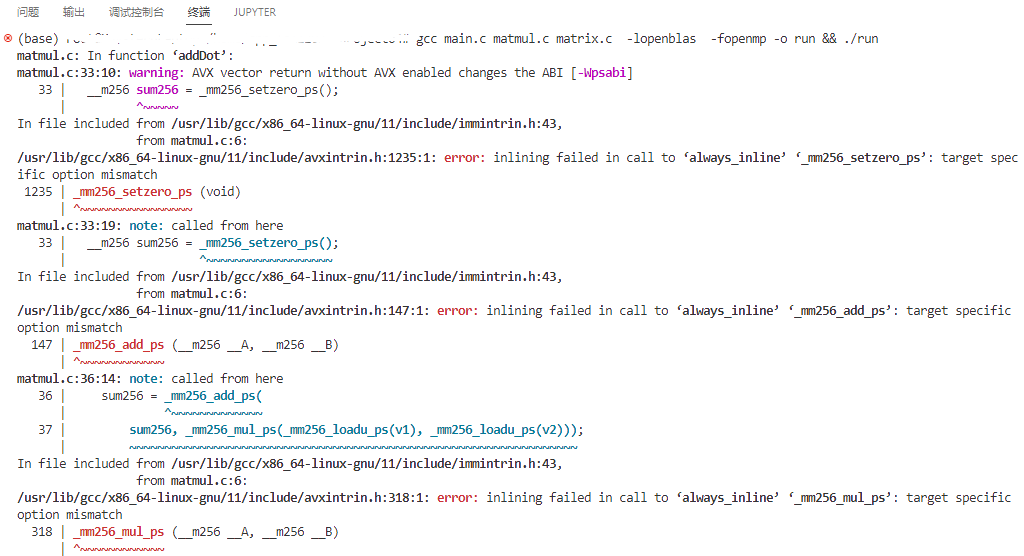 问题 输出 调试控制台 终端 JUPYTER
(base) gcc main.c matmul.c matrix.c -lopenblas -fopenmp -o run && ./run
matmul.c: In function ‘addDot’:
matmul.c:33:10: warning: AVX vector return without AVX enabled changes the ABI [-Wpsabi]
33 | __m256 sum256 = _mm256_setzero_ps();
| ^~~~~~
In file included from /usr/lib/gcc/x86_64-linux-gnu/11/include/immintrin.h:43,
from matmul.c:6:
/usr/lib/gcc/x86_64-linux-gnu/11/include/avxintrin.h:1235:1: error: inlining failed in call to ‘always_inline’ ‘_mm256_setzero_ps’: target spec
ific option mismatch
1235 | _mm256_setzero_ps (void)
| ^~~~~~~~~~~~~~~~~
matmul.c:33:19: note: called from here
33 | __m256 sum256 = _mm256_setzero_ps();
| ^~~~~~~~~~~~~~~~~~~
In file included from /usr/lib/gcc/x86_64-linux-gnu/11/include/immintrin.h:43,
from matmul.c:6:
/usr/lib/gcc/x86_64-linux-gnu/11/include/avxintrin.h:147:1: error: inlining failed in call to ‘always_inline’ ‘_mm256_add_ps’: target specific
option mismatch
147 | _mm256_add_ps (__m256 __A, __m256 __B)
| ^~~~~~~~~~~~~
matmul.c:36:14: note: called from here
36 | sum256 = _mm256_add_ps(
| ^~~~~~~~~~~~~~
37 | sum256, _mm256_mul_ps(_mm256_loadu_ps(v1), _mm256_loadu_ps(v2)));
| ~~~~~~~~~~~~~~~~~~~~~~~~~~~~~~~~~~~~~~~~~~~~~~~~~~~~~~~~~~~~~~~~
In file included from /usr/lib/gcc/x86_64-linux-gnu/11/include/immintrin.h:43,
from matmul.c:6:
/usr/lib/gcc/x86_64-linux-gnu/11/include/avxintrin.h:318:1: error: inlining failed in call to ‘always_inline’ ‘_mm256_mul_ps’: target specific
option mismatch
318 | _mm256_mul_ps (__m256 __A, __m256 __B)
| ^~~~~~~~~~~~~